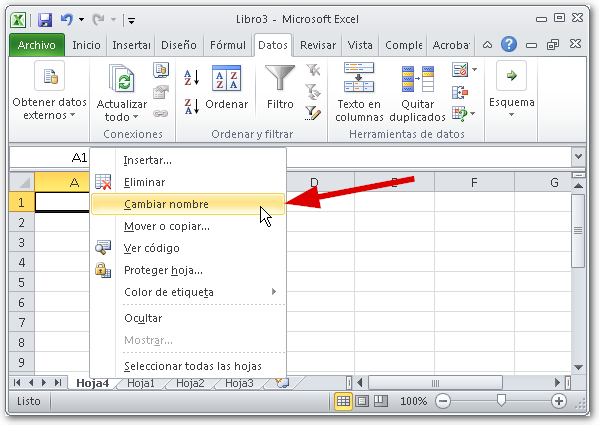 Libro3 - Microsoft Excel
Archivo Inicio Insertar Diseño Fórmul Datos Revisar Vista Comple Acroba
Obtener datos externos
Actualizar todo
Conexiones
A Z Z A
Ordenar
Filtro
Ordenar y filtrar
Texto en columnas
Quitar duplicados
Herramientas de datos
Esquema
A1
A D E F G
1
2
3
4
5
6
7
8
9
Insertar...
Eliminar
Cambiar nombre
Mover o copiar...
Ver código
Proteger hoja...
Color de etiqueta
Ocultar
Mostrar...
Seleccionar todas las hojas
Hoja4 Hoja1 Hoja2 Hoja3
Listo 100%